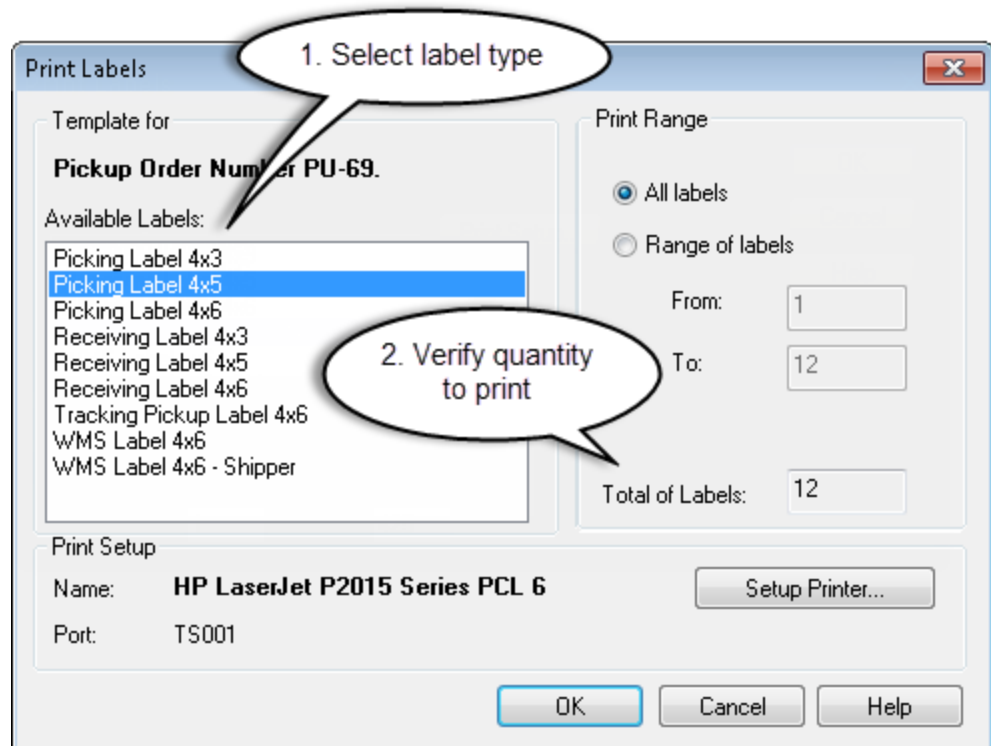 1. Select label type
Print Labels
Template for
Pickup Order Number PU-69.
Available Labels:
Picking Label 4x3
Picking Label 4x5
Picking Label 4x6
Receiving Label 4x3
Receiving Label 4x5
Receiving Label 4x6
Tracking Pickup Label 4x6
WMS Label 4x6
WMS Label 4x6 - Shipper
Print Range
All labels
Range of labels
From: 1
To: 12
2. Verify quantity
to print
Total of Labels: 12
Print Setup
Name: HP LaserJet P2015 Series PCL 6
Setup Printer...
Port: TS001
OK
Cancel
Help